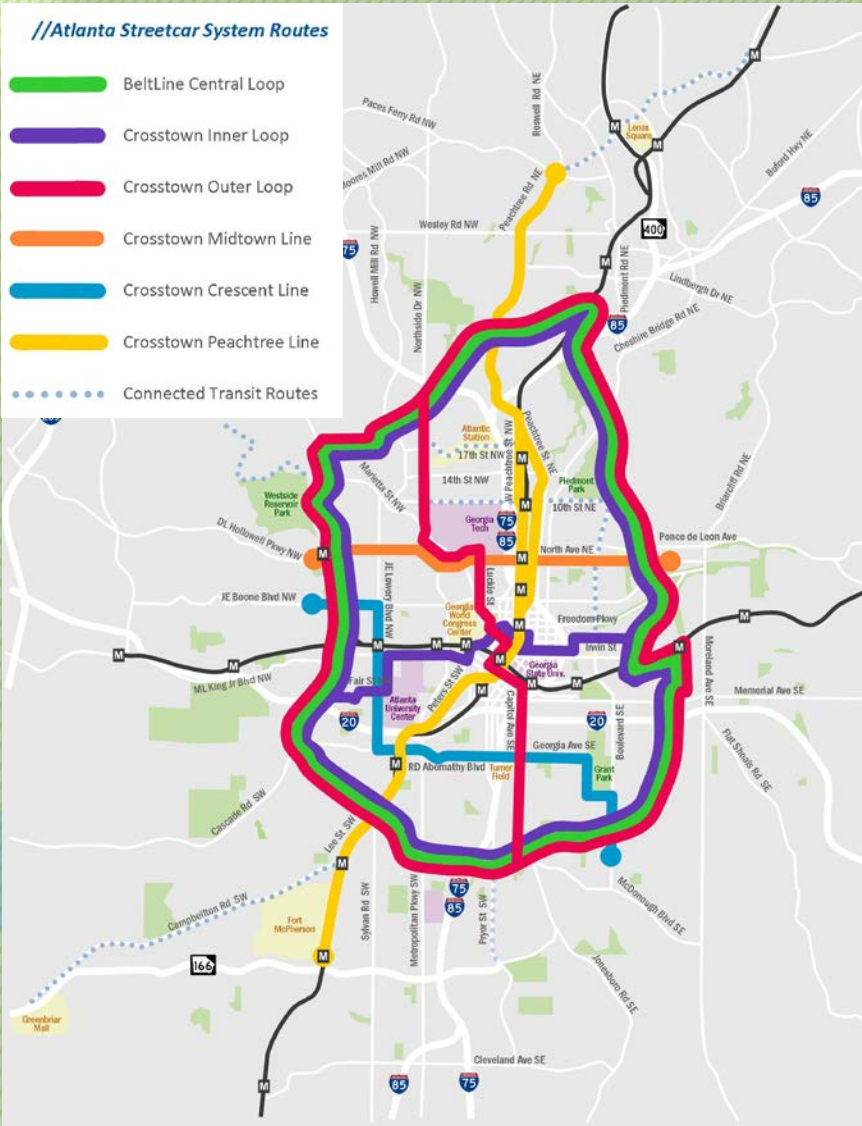 //Atlanta Streetcar System Routes
BeltLine Central Loop
Crosstown Inner Loop
Crosstown Outer Loop
Crosstown Midtown Line
Crosstown Crescent Line
Crosstown Peachtree Line
Connected Transit Routes
Paces Ferry Rd NW
Moores Mill Rd NW
Roswell Rd NE
M
M
Lenox
Square
M
Buford Hwy NE
85
Peachtree Rd NE
Wesley Rd NW
75
400
Howell Mill Rd NW
Northside Dr NW
M
Piedmont Rd NE
Lindbergh Dr NE
85
Cheshire Bridge Rd NE
Atlantic
Station
17th St NW
M
14th St NW
W Peachtree St NW
Peachtree St NE
Marietta St NW
Piedmont
Park
Briarcliff Rd NE
Westside
Reservoir
Park
M
10th St NE
Georgia
Tech
75
85
DL Hollowell Pkwy NW
M
North Ave NE
M
Ponce de Leon Ave
JE Lowery Blvd NW
Luckie St
M
JE Boone Blvd NW
Georgia
World
Congress
Center
M
Freedom Pkwy
M
M
M
M
M
Irwin St
M
M
M
ML King Jr Blvd NW
Georgia
State Univ.
M
M
Moreland Ave SE
Fair St
Peters St SW
M
Memorial Ave SE
Atlanta
University
Center
20
20
Capitol Ave SE
Boulevard SE
Georgia Ave SE
RD Abernathy Blvd
M
Turner
Field
Grant
Park
Flat Shoals Rd SE
Cascade Rd SW
Lee St SW
M
75
85
McDonough Blvd SE
Campbellton Rd SW
Fort
McPherson
Sylvan Rd SW
Metropolitan Pkwy SW
Pryor St SW
M
166
Jonesboro Rd SE
Greenbriar
Mall
Cleveland Ave SE
M
85
75